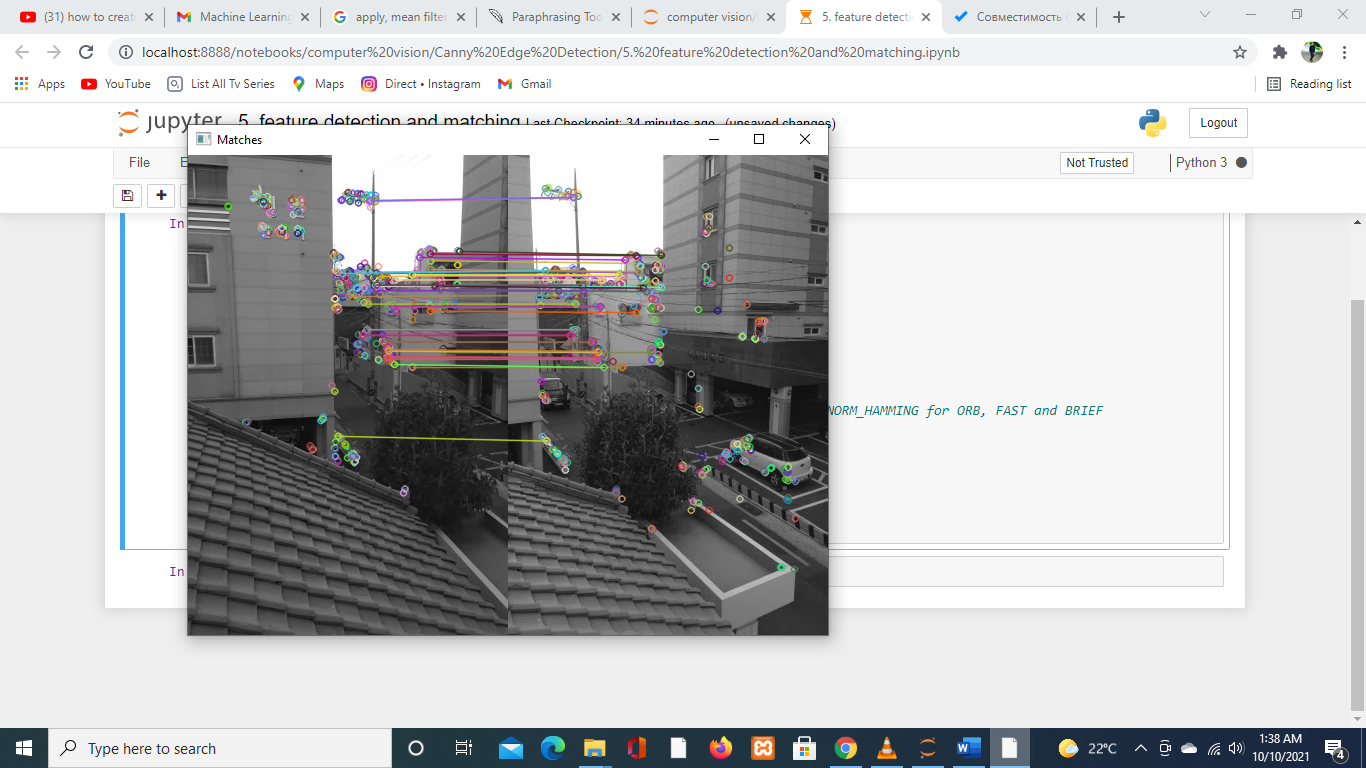 (31) how to creat
Machine Learning
apply, mean filte
Paraphrasing Too
computer vision/
5. feature detecti
Совместимость
localhost:8888/notebooks/computer%20vision/Canny%20Edge%20Detection/5.%20feature%20detection%20and%20matching.ipynb
Apps
YouTube
List All Tv Series
Maps
Direct • Instagram
Gmail
Reading list
jupyter 5. feature detection and matching Last Checkpoint: 34 minutes ago (unsaved changes)
Logout
Matches
File
E
Not Trusted
Python 3
In
NORM_HAMMING for ORB, FAST and BRIEF
In
Type here to search
22°C
1:38 AM
10/10/2021
4